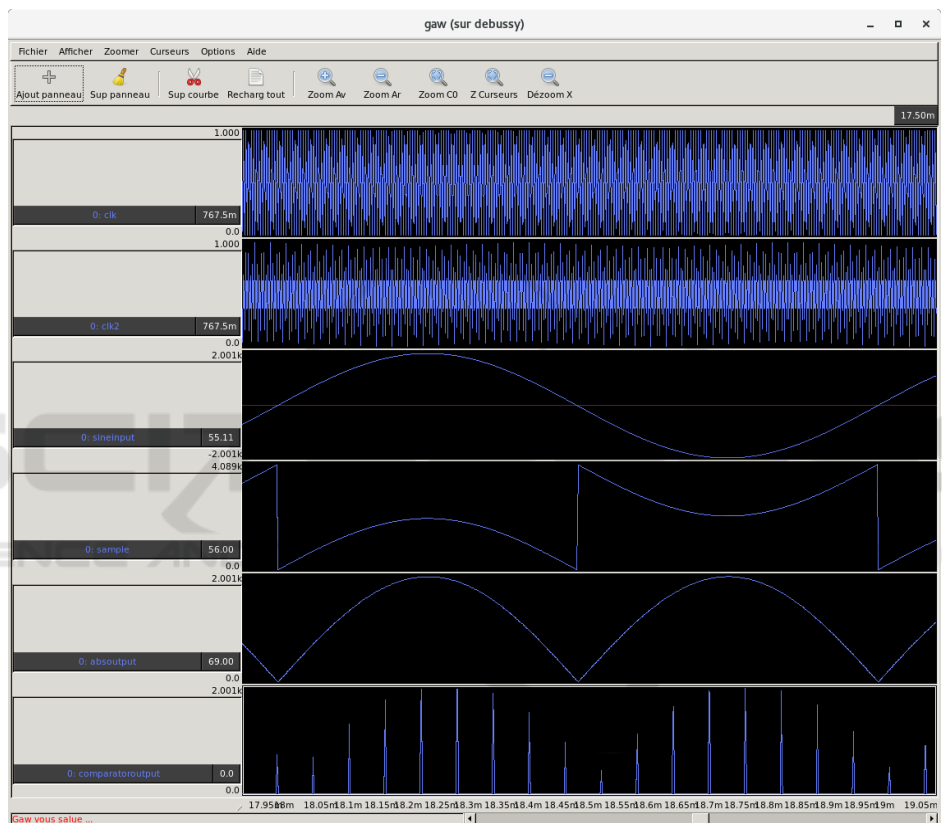 gaw (sur debussy)
Fichier Afficher Zoomer Curseurs Options Aide
Ajout panneau Sup panneau Sup courbe Recharg tout Zoom Av Zoom Ar Zoom C0 Z Curseurs Dézoom X
17.50m
1.000
0: clk 767.5m
0.0
1.000
0: clk2 767.5m
0.0
2.001k
0: sineinput 55.11
-2.001k
4.089k
0: sample 56.00
0.0
2.001k
0: absoutput 69.00
0.0
2.001k
0: comparatoroutput 0.0
0.0
17.95m 18m 18.05m 18.1m 18.15m 18.2m 18.25m 18.3m 18.35m 18.4m 18.45m 18.5m 18.55m 18.6m 18.65m 18.7m 18.75m 18.8m 18.85m 18.9m 18.95m 19m 19.05m
Gaw vous salue ...